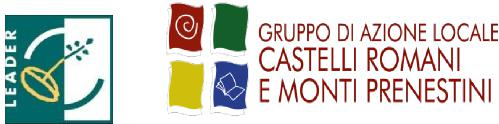 LEADER
GRUPPO DI AZIONE LOCALE
CASTELLI ROMANI
E MONTI PRENESTINI